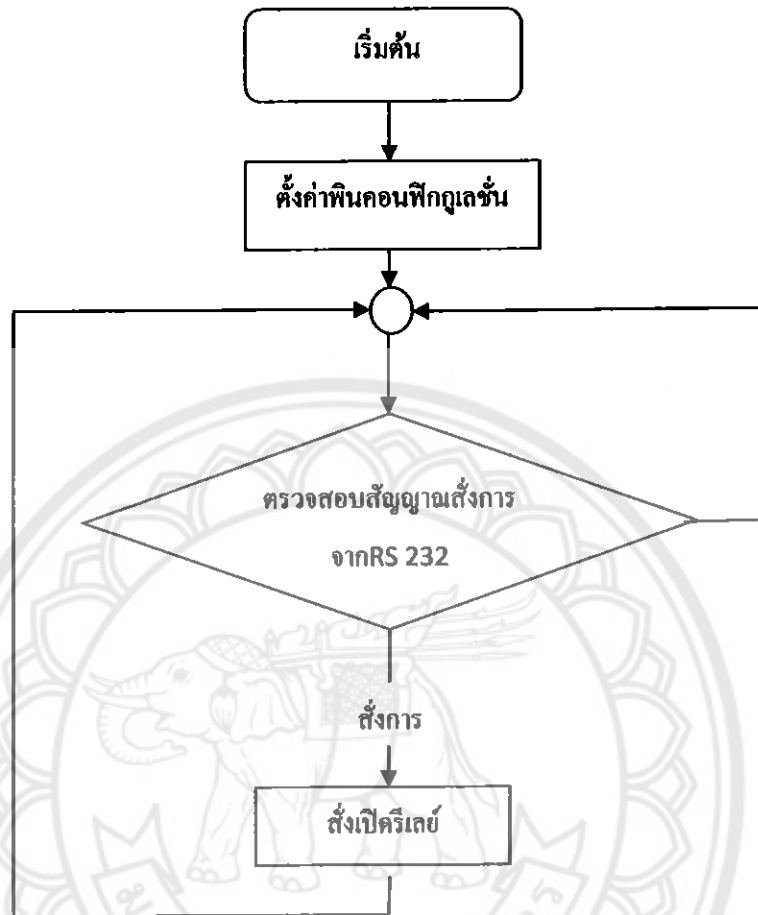 เริ่มต้น
ตั้งค่าพินคอนฟิกกูเลชั่น
ตรวจสอบสัญญาณสั่งการ
จากRS 232
สั่งการ
สั่งเปิดรีเลย์